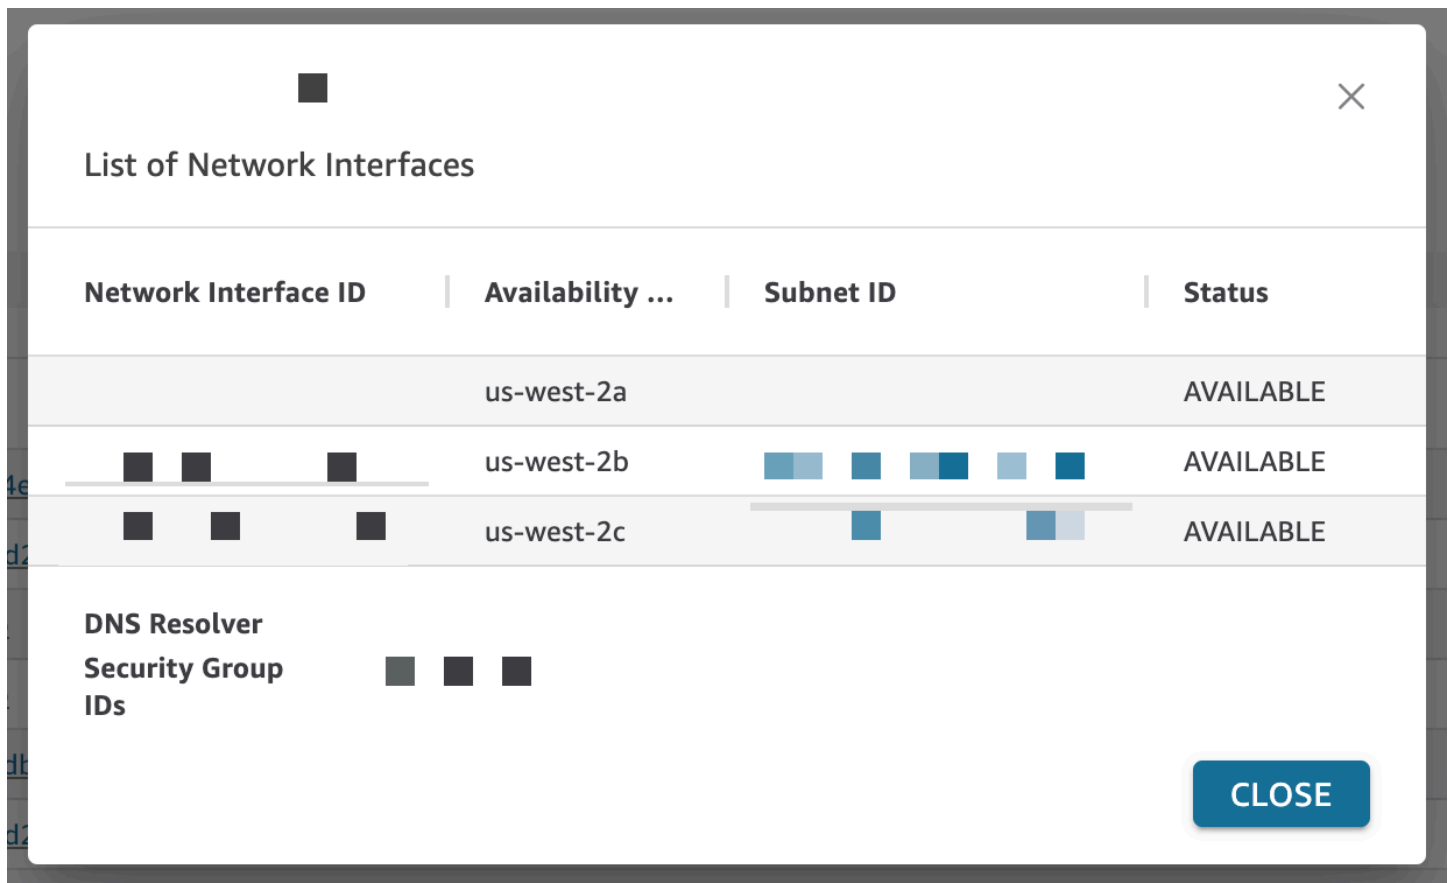 List of Network Interfaces
Network Interface ID Availability ... Subnet ID Status
us-west-2a AVAILABLE
us-west-2b AVAILABLE
us-west-2c AVAILABLE
DNS Resolver
Security Group
IDs
CLOSE